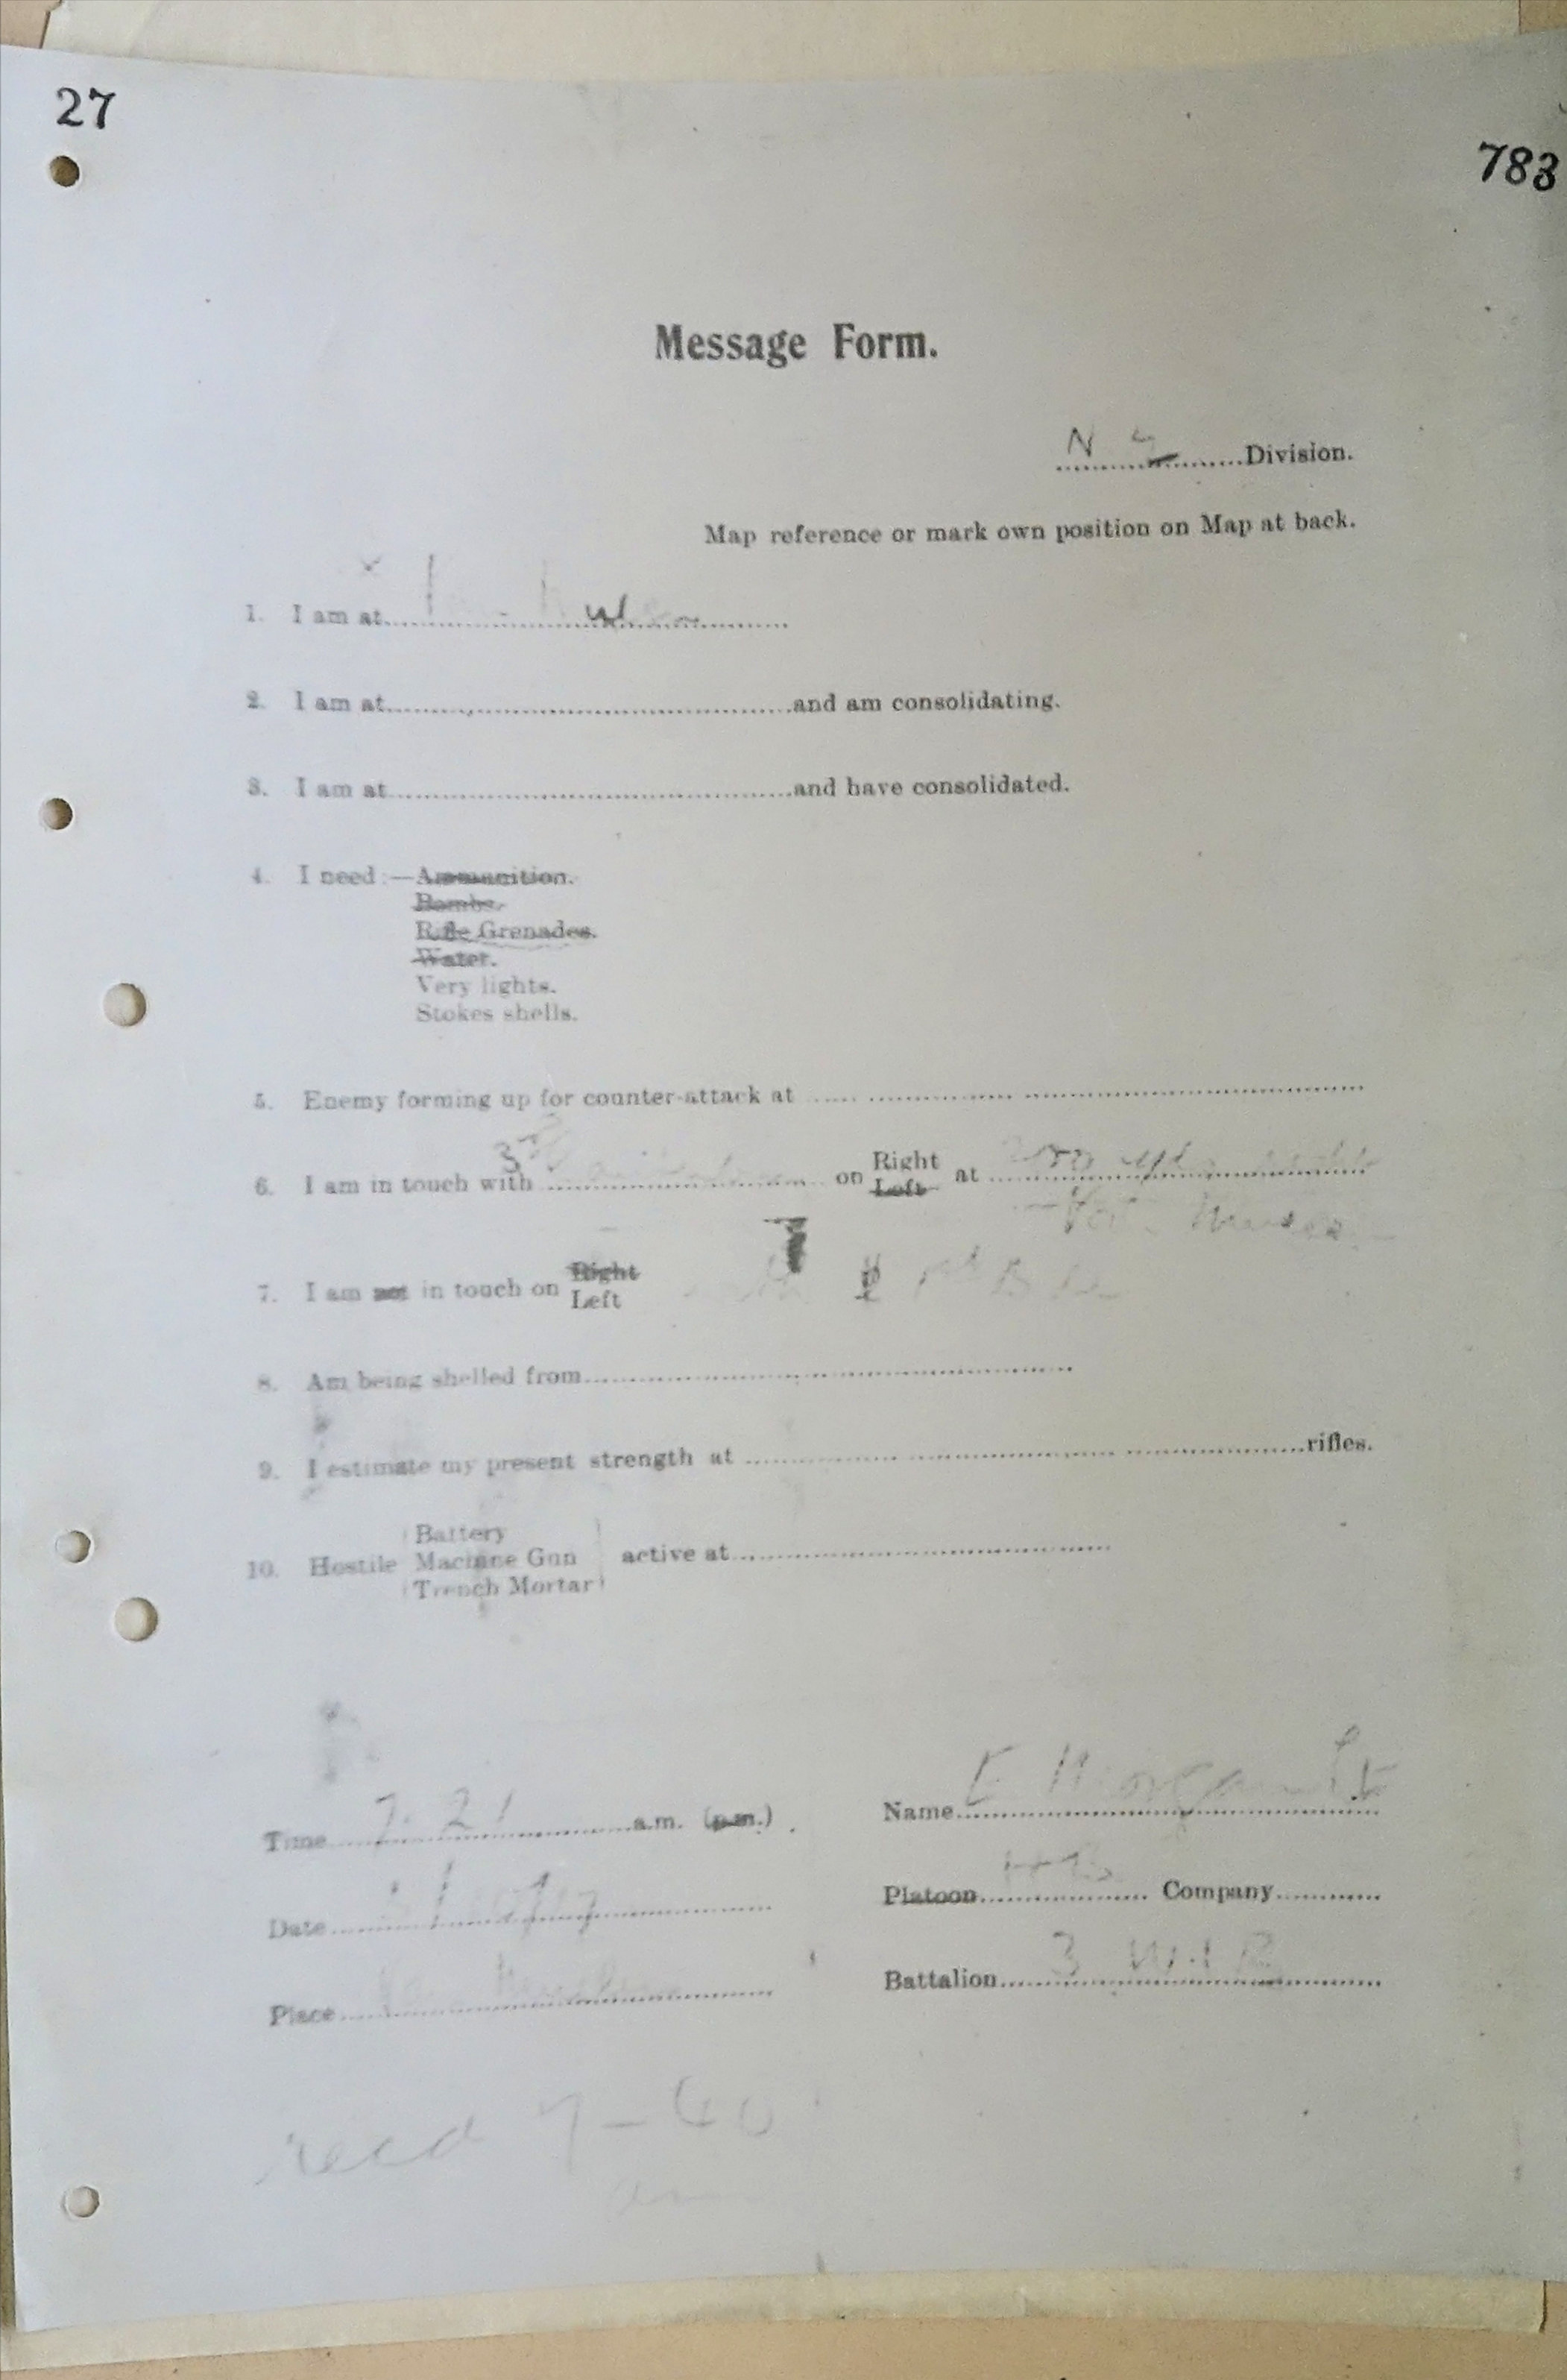 27
783
Message Form.
N Z Division.
Map reference or mark own position on Map at back.
1. I am at
2. I am at and am consolidating.
3. I am at and have consolidated.
4. I need:—Ammunition.
Bombs.
Rifle Grenades.
Water.
Very lights.
Stokes shells.
5. Enemy forming up for counter-attack at
6. I am in touch with 3rd on Right Left at
7. I am not in touch on Right Left
8. Am being shelled from
9. I estimate my present strength at rifles.
10. Hostile Battery Machine Gun Trench Mortar active at
Time 7.21 a.m. (p.m.)
Name E Morgan Lt
Date
Platoon Company
Place
Battalion 3
recd 7-40
am